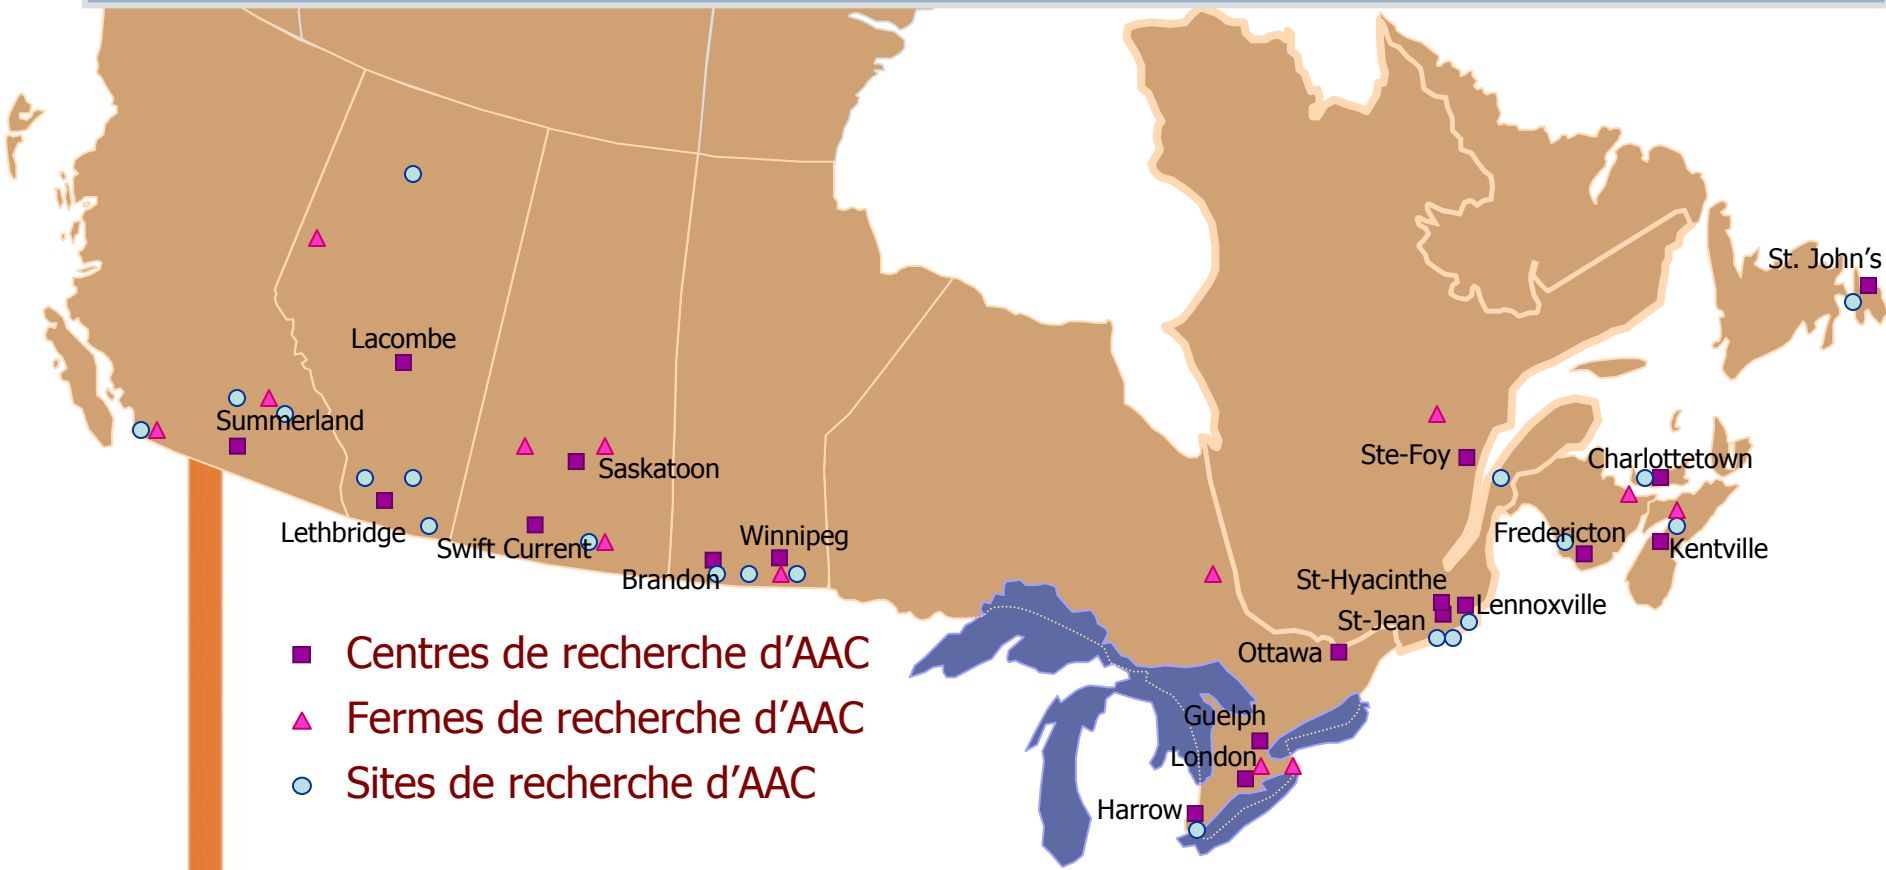 St. John’s
Lacombe
Summerland
Ste-Foy
Charlottetown
Saskatoon
Lethbridge
Swift Current
Winnipeg
Fredericton
Kentville
Brandon
St-Hyacinthe
Lennoxville
St-Jean
Ottawa
Centres de recherche d’AAC
Fermes de recherche d’AAC
Sites de recherche d’AAC
Guelph
London
Harrow